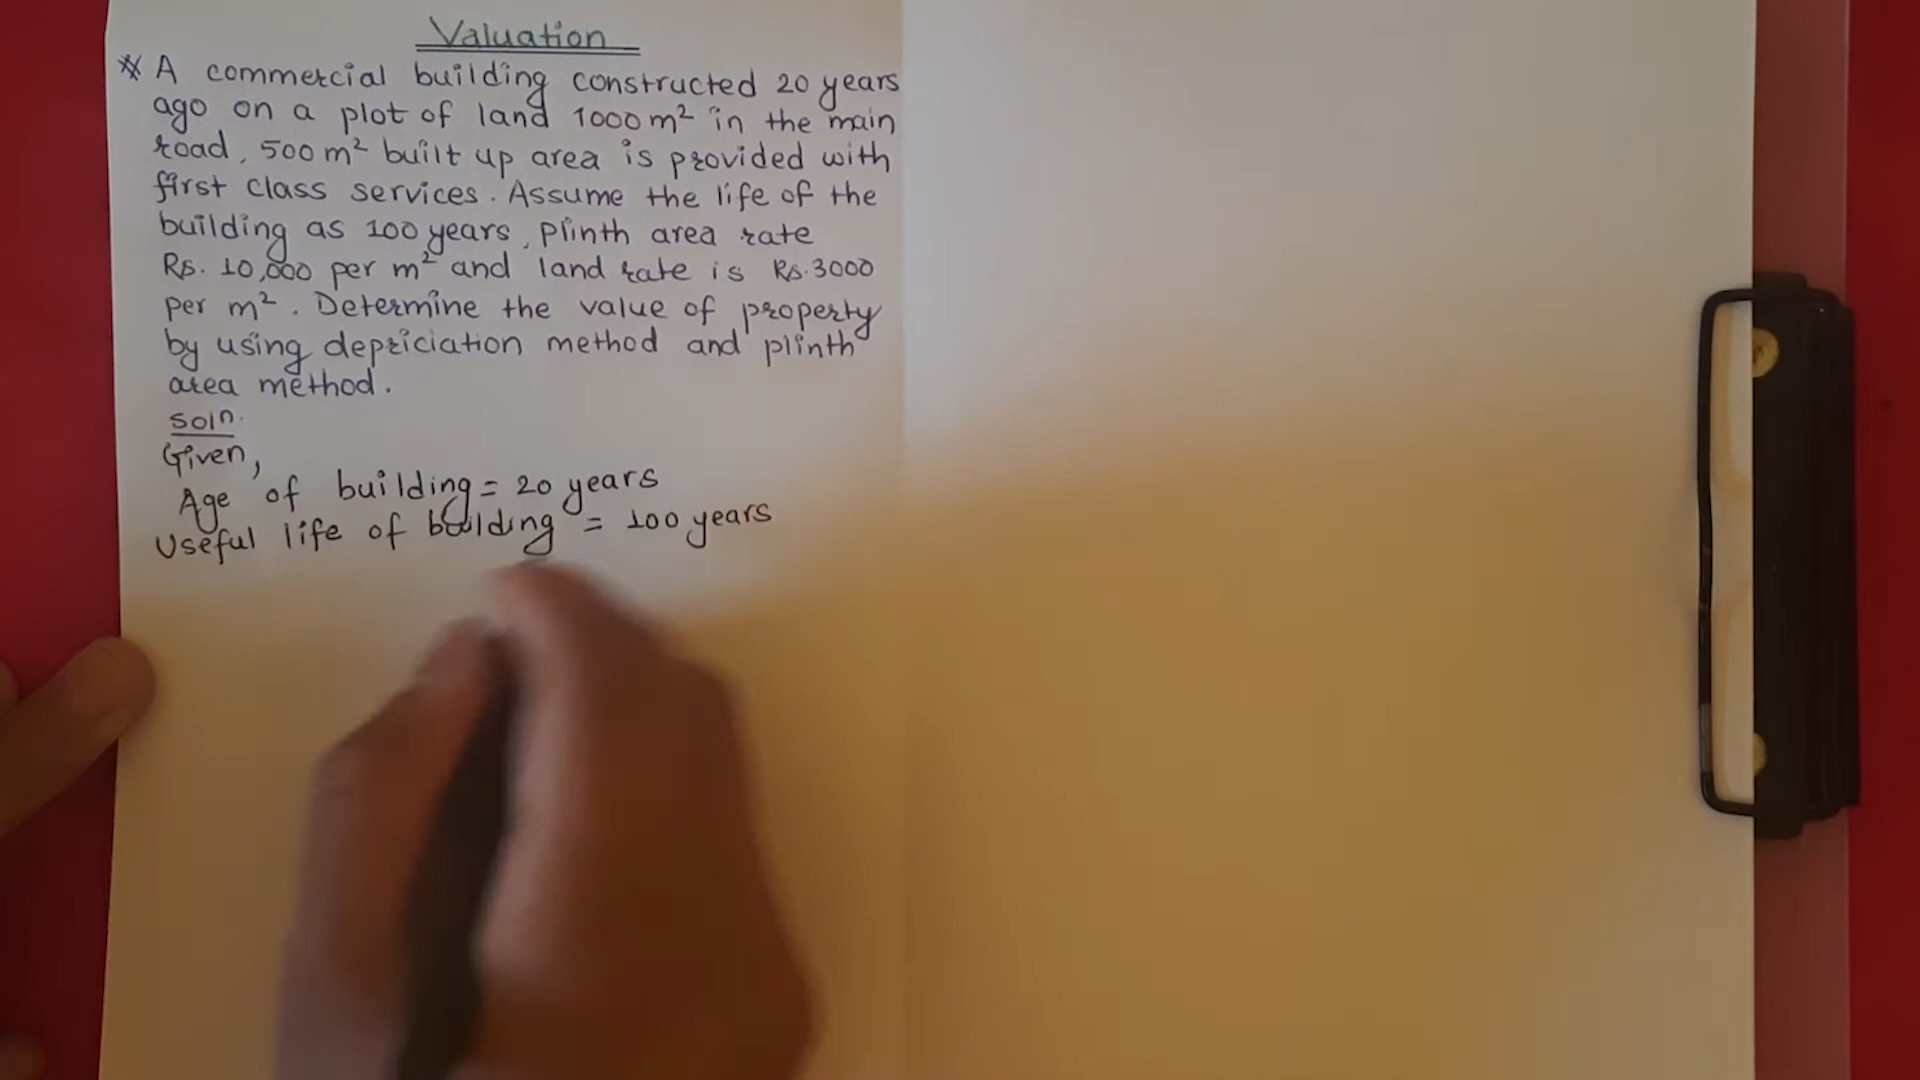 Valuation
* A commercial building constructed 20 years
ago on a plot of land 1000 m² in the main
road, 500 m² built up area is provided with
first class services. Assume the life of the
building as 100 years, plinth area rate
Rs. 10,000 per m² and land rate is Rs. 3000
per m². Determine the value of property
by using depriciation method and plinth
area method.
Soln.
Given,
Age of building = 20 years
Useful life of building = 100 years